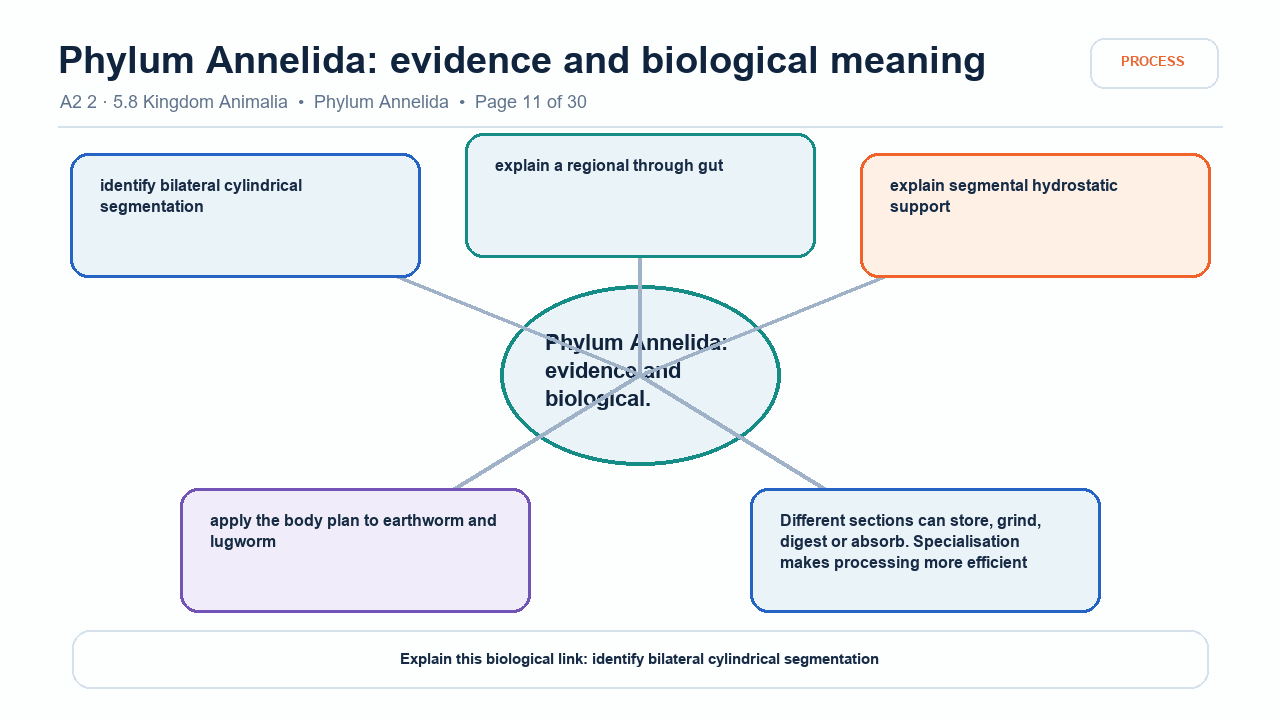 Phylum Annelida: evidence and biological meaning
PROCESS
A2 2 · 5.8 Kingdom Animalia • Phylum Annelida • Page 11 of 30
identify bilateral cylindrical
segmentation
explain a regional through gut
explain segmental hydrostatic
support
Phylum Annelida:
evidence and
biological.
apply the body plan to earthworm and
lugworm
Different sections can store, grind,
digest or absorb. Specialisation
makes processing more efficient
Explain this biological link: identify bilateral cylindrical segmentation